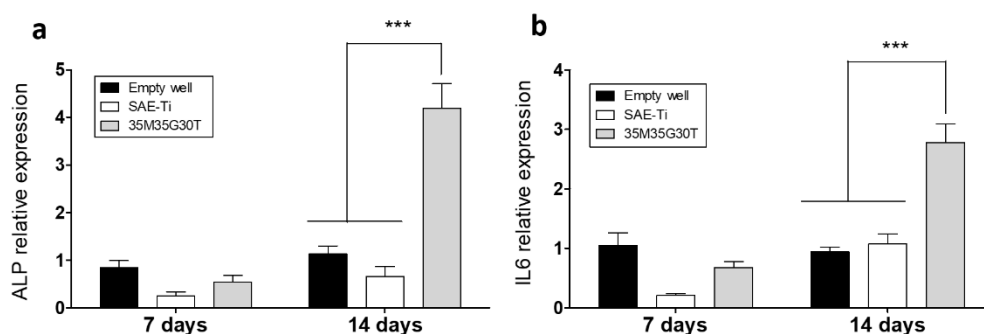 a
***
ALP relative expression
5
4
3
2
1
0
Empty well
SAE-Ti
35M35G30T
7 days
14 days
b
***
IL6 relative expression
4
3
2
1
0
Empty well
SAE-Ti
35M35G30T
7 days
14 days